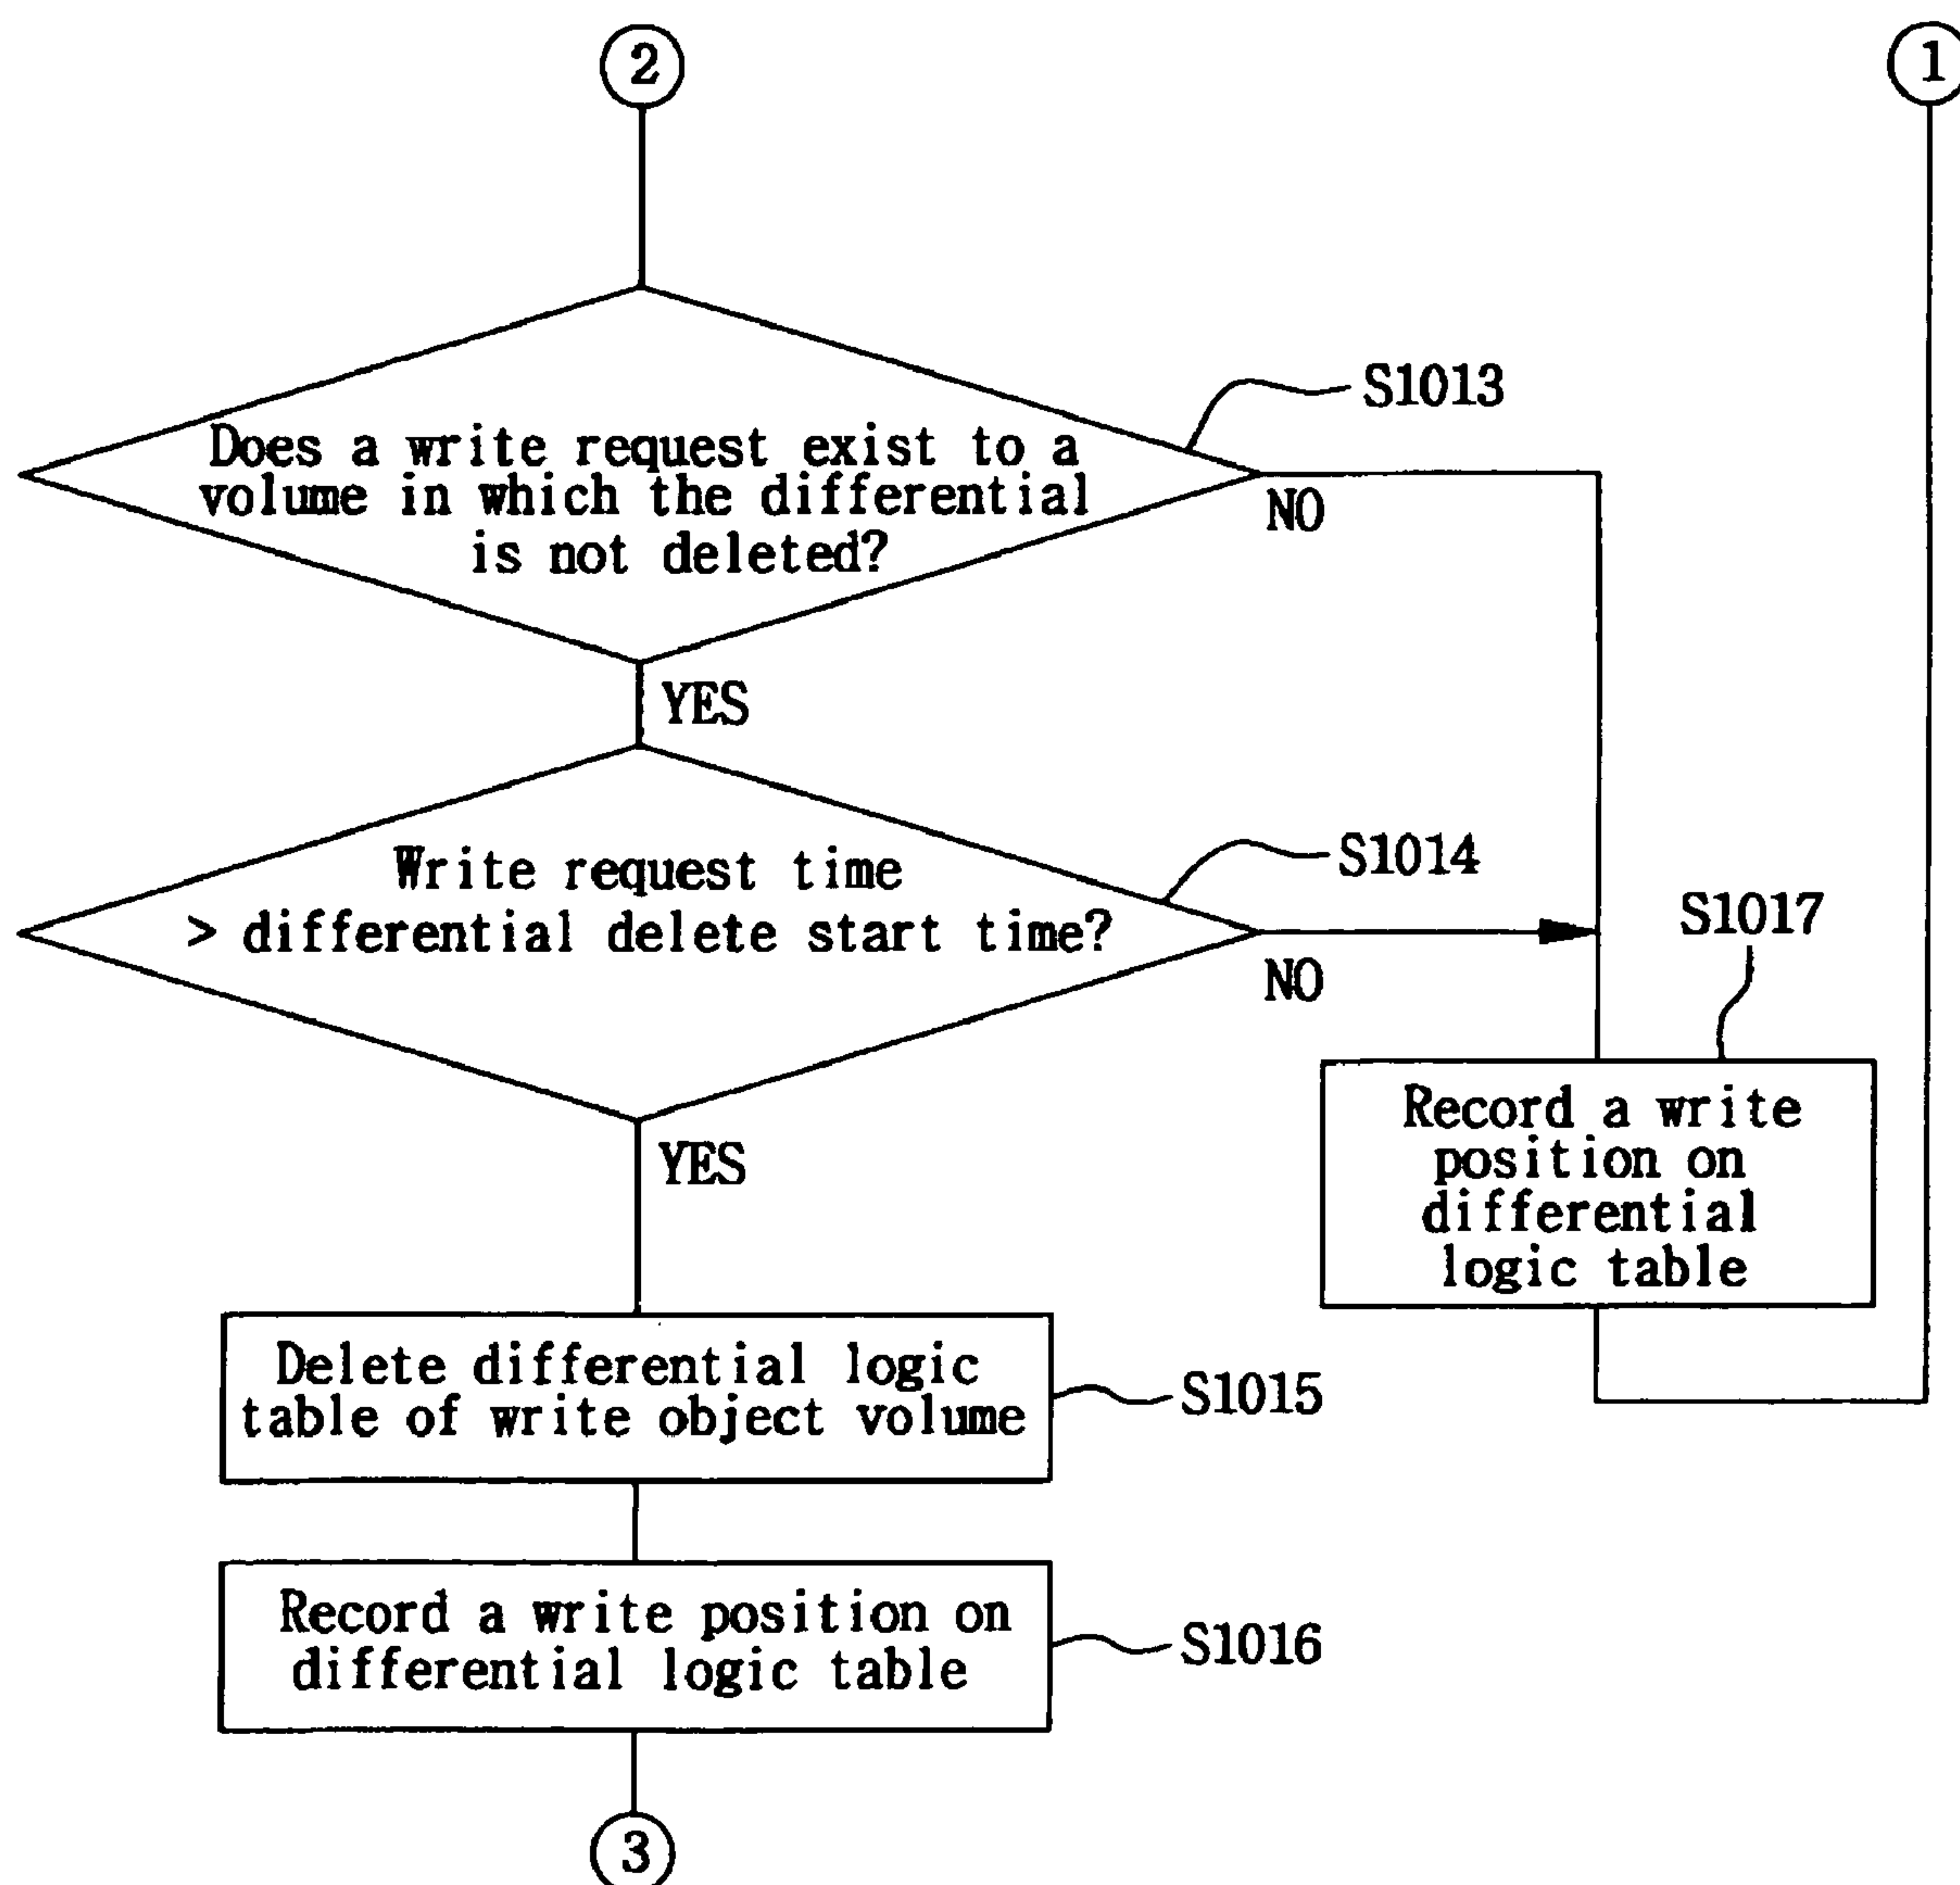 2
1
S1013
Does a write request exist to a
volume in which the differential
is not deleted?
NO
YES
S1014
Write request time
> differential delete start time?
NO
S1017
YES
Record a write
position on
differential
logic table
Delete differential logic
table of write object volume
S1015
Record a write position on
differential logic table
S1016
3